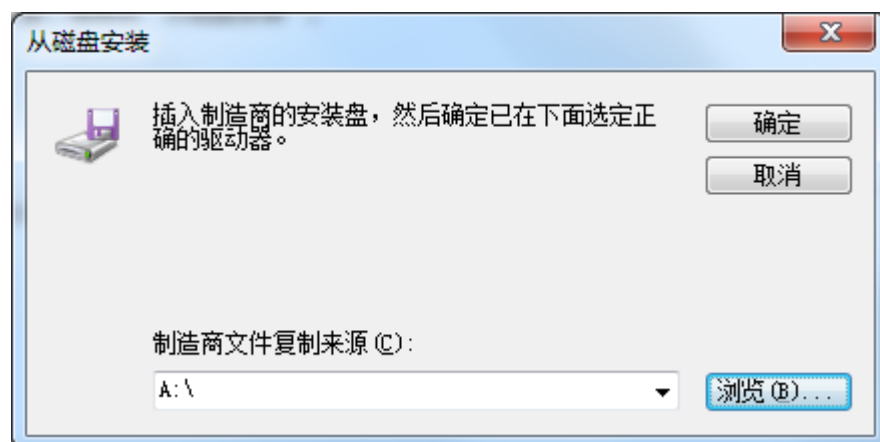 从磁盘安装
插入制造商的安装盘，然后确定已在下面选定正
确的驱动器。
确定
取消
制造商文件复制来源(C):
A:\
浏览(B)...